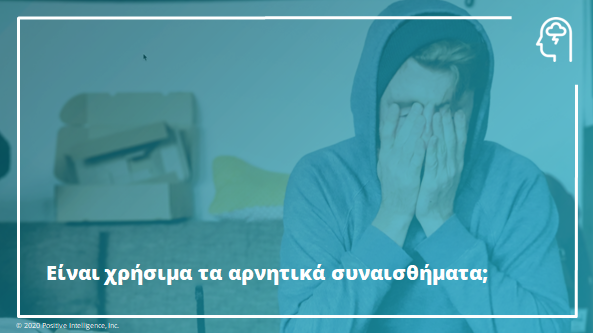 Είναι χρήσιμα τα αρνητικά συναισθήματα;
© 2020 Positive Intelligence, Inc.